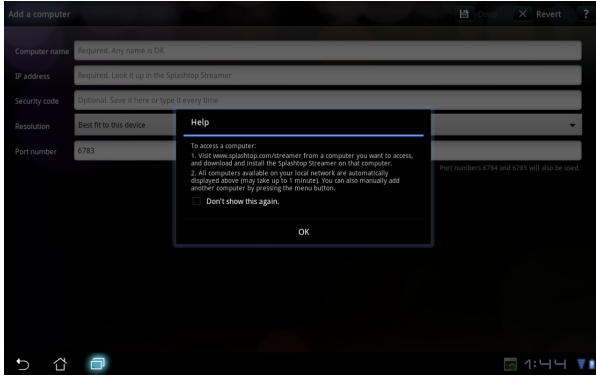 Add a computer
Done
Revert
?
Computer name
Required. Any name is OK
IP address
Required. Look it up in the Splashtop Streamer
Security code
Optional. Save it here or type it every time
Resolution
Best fit to this device
Port number
6783
Port numbers 6784 and 6785 will also be used.
Help
To access a computer:
1. Visit www.splashtop.com/streamer from a computer you want to access,
and download and install the Splashtop Streamer on that computer.
2. All computers available on your local network are automatically
displayed above (may take up to 1 minute). You can also manually add
another computer by pressing the menu button.
Don't show this again.
OK
1:44